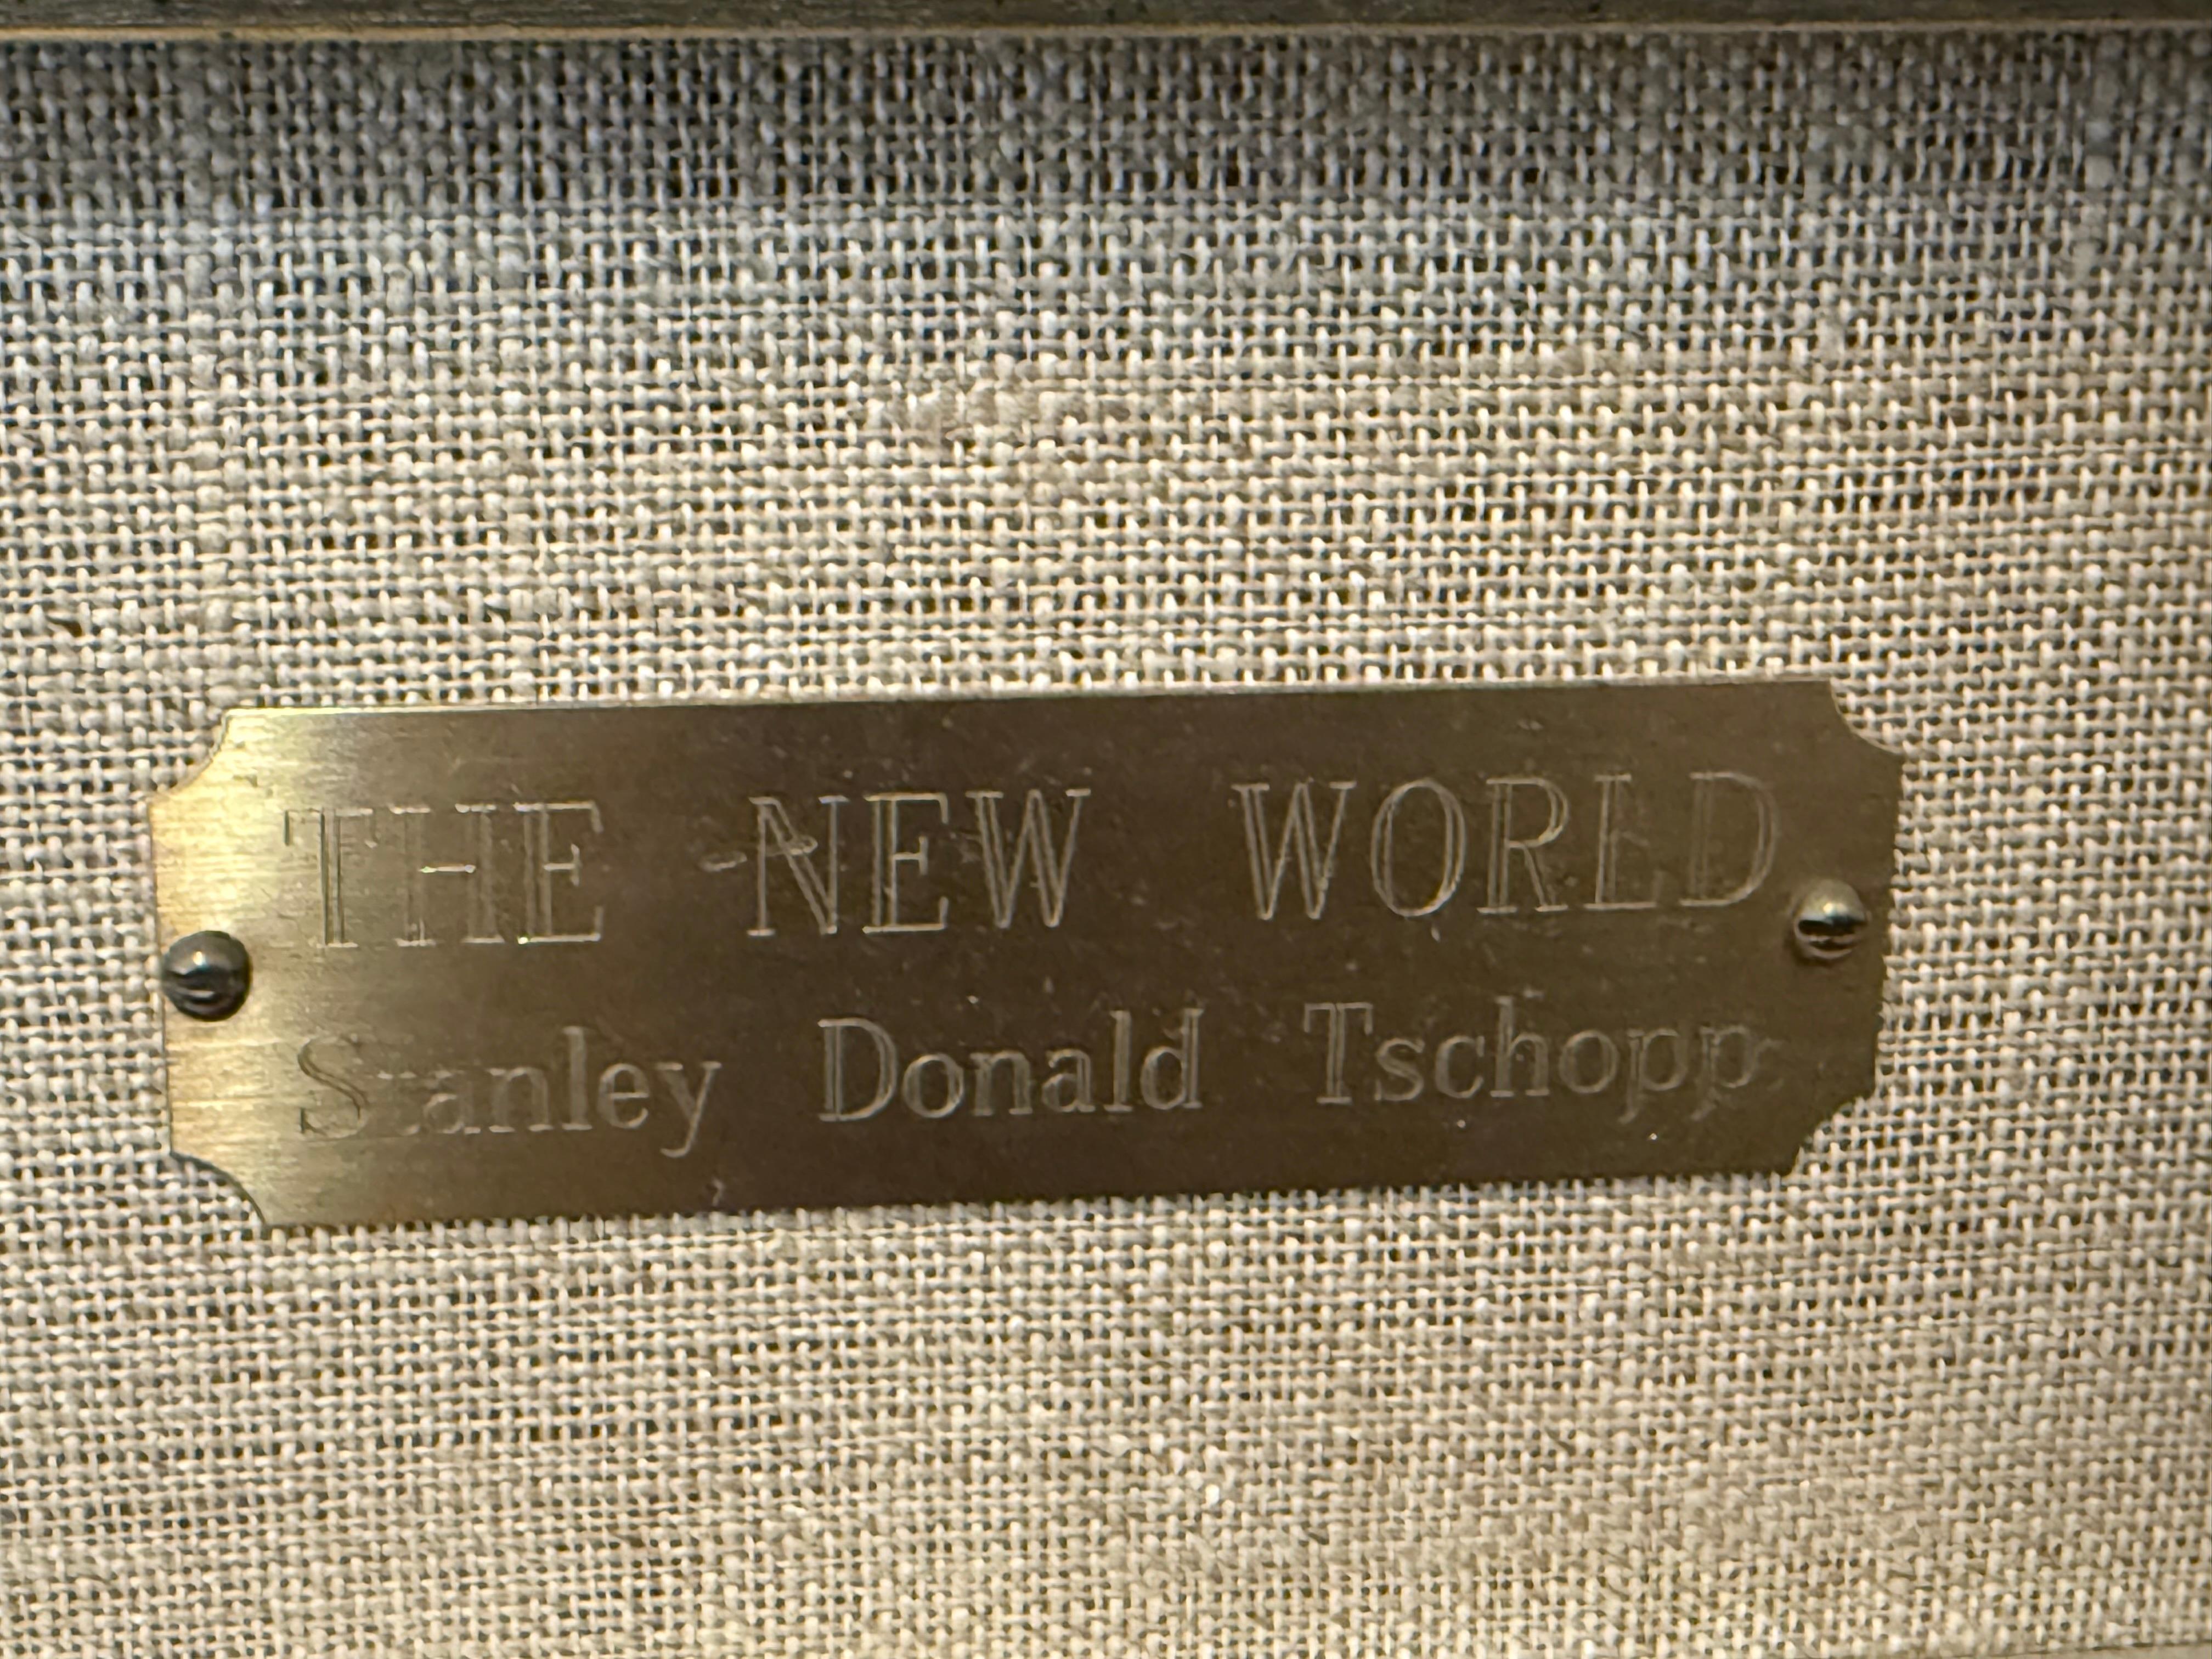 THE NEW WORLD
Stanley Donald Tschopp